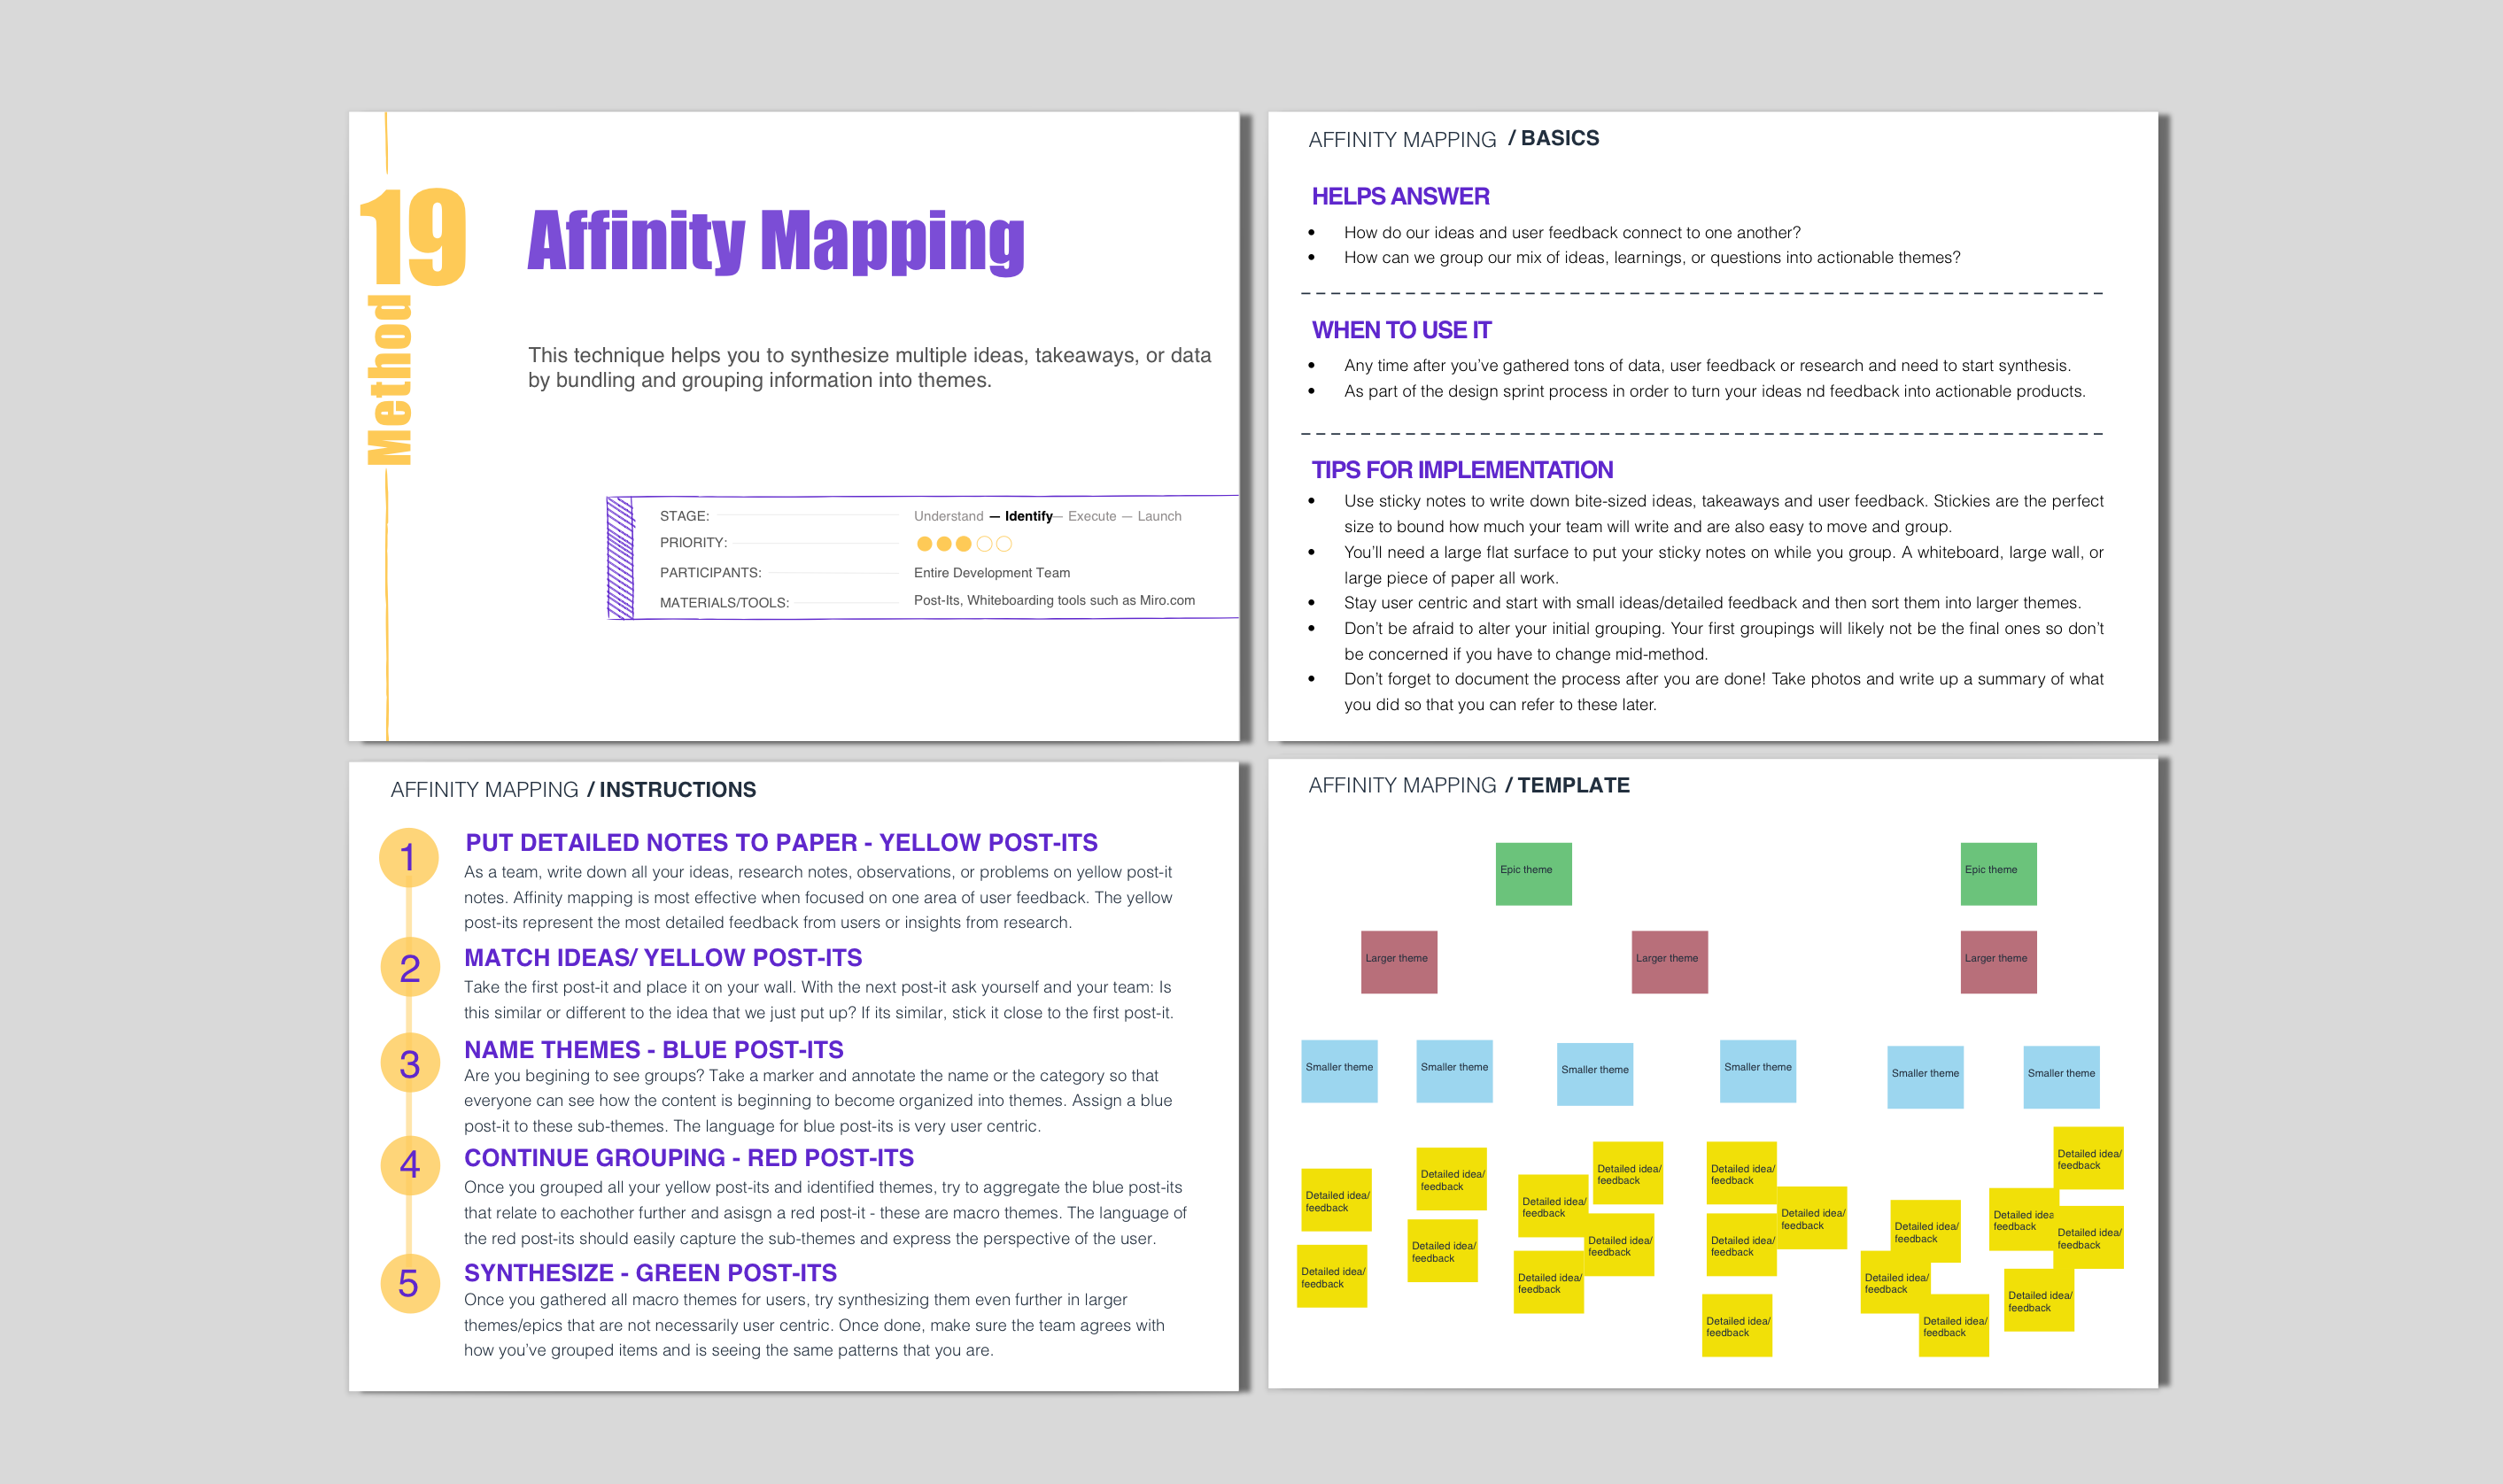 19
Method
Affinity Mapping
This technique helps you to synthesize multiple ideas, takeaways, or data
by bundling and grouping information into themes.
STAGE: Understand — Identify— Execute — Launch
PRIORITY:
PARTICIPANTS: Entire Development Team
MATERIALS/TOOLS: Post-Its, Whiteboarding tools such as Miro.com
AFFINITY MAPPING / BASICS
HELPS ANSWER
• How do our ideas and user feedback connect to one another?
• How can we group our mix of ideas, learnings, or questions into actionable themes?
WHEN TO USE IT
• Any time after you've gathered tons of data, user feedback or research and need to start synthesis.
• As part of the design sprint process in order to turn your ideas nd feedback into actionable products.
TIPS FOR IMPLEMENTATION
• Use sticky notes to write down bite-sized ideas, takeaways and user feedback. Stickies are the perfect
size to bound how much your team will write and are also easy to move and group.
• You'll need a large flat surface to put your sticky notes on while you group. A whiteboard, large wall, or
large piece of paper all work.
• Stay user centric and start with small ideas/detailed feedback and then sort them into larger themes.
• Don't be afraid to alter your initial grouping. Your first groupings will likely not be the final ones so don't
be concerned if you have to change mid-method.
• Don't forget to document the process after you are done! Take photos and write up a summary of what
you did so that you can refer to these later.
AFFINITY MAPPING / INSTRUCTIONS
1 PUT DETAILED NOTES TO PAPER - YELLOW POST-ITS
As a team, write down all your ideas, research notes, observations, or problems on yellow post-it
notes. Affinity mapping is most effective when focused on one area of user feedback. The yellow
post-its represent the most detailed feedback from users or insights from research.
2 MATCH IDEAS/ YELLOW POST-ITS
Take the first post-it and place it on your wall. With the next post-it ask yourself and your team: Is
this similar or different to the idea that we just put up? If its similar, stick it close to the first post-it.
3 NAME THEMES - BLUE POST-ITS
Are you begining to see groups? Take a marker and annotate the name or the category so that
everyone can see how the content is beginning to become organized into themes. Assign a blue
post-it to these sub-themes. The language for blue post-its is very user centric.
4 CONTINUE GROUPING - RED POST-ITS
Once you grouped all your yellow post-its and identified themes, try to aggregate the blue post-its
that relate to eachother further and asisgn a red post-it - these are macro themes. The language of
the red post-its should easily capture the sub-themes and express the perspective of the user.
5 SYNTHESIZE - GREEN POST-ITS
Once you gathered all macro themes for users, try synthesizing them even further in larger
themes/epics that are not necessarily user centric. Once done, make sure the team agrees with
how you've grouped items and is seeing the same patterns that you are.
AFFINITY MAPPING / TEMPLATE
Epic theme
Epic theme
Larger theme
Larger theme
Larger theme
Smaller theme
Smaller theme
Smaller theme
Smaller theme
Smaller theme
Smaller theme
Detailed idea/
feedback
Detailed idea/
feedback
Detailed idea/
feedback
Detailed idea/
feedback
Detailed idea/
feedback
Detailed idea/
feedback
Detailed idea/
feedback
Detailed idea/
feedback
Detailed idea/
feedback
Detailed idea/
feedback
Detailed idea/
feedback
Detailed idea/
feedback
Detailed idea/
feedback
Detailed idea/
feedback
Detailed idea/
feedback
Detailed idea
feedback
Detailed idea/
feedback
Detailed idea/
feedback
Detailed idea/
feedback